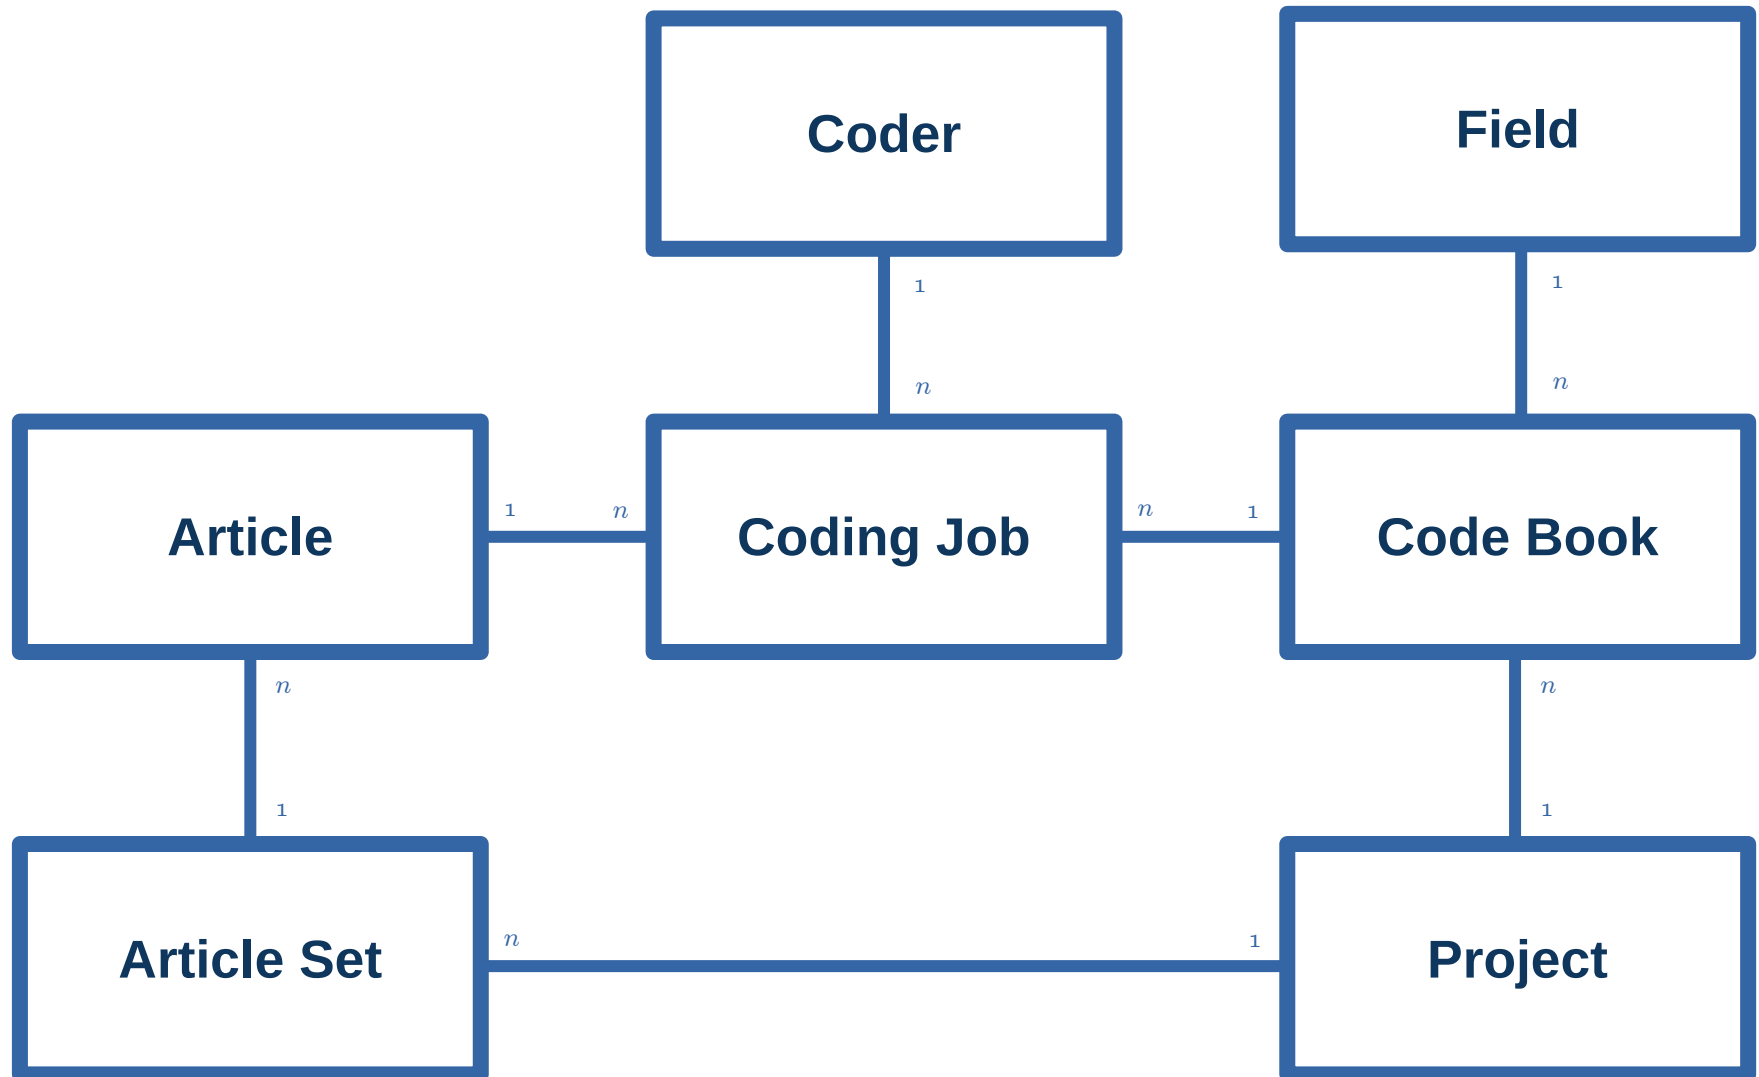 Coder
Field
1
1
n
n
Article
1
n
Coding Job
n
1
Code Book
n
n
1
1
Article Set
n
1
Project